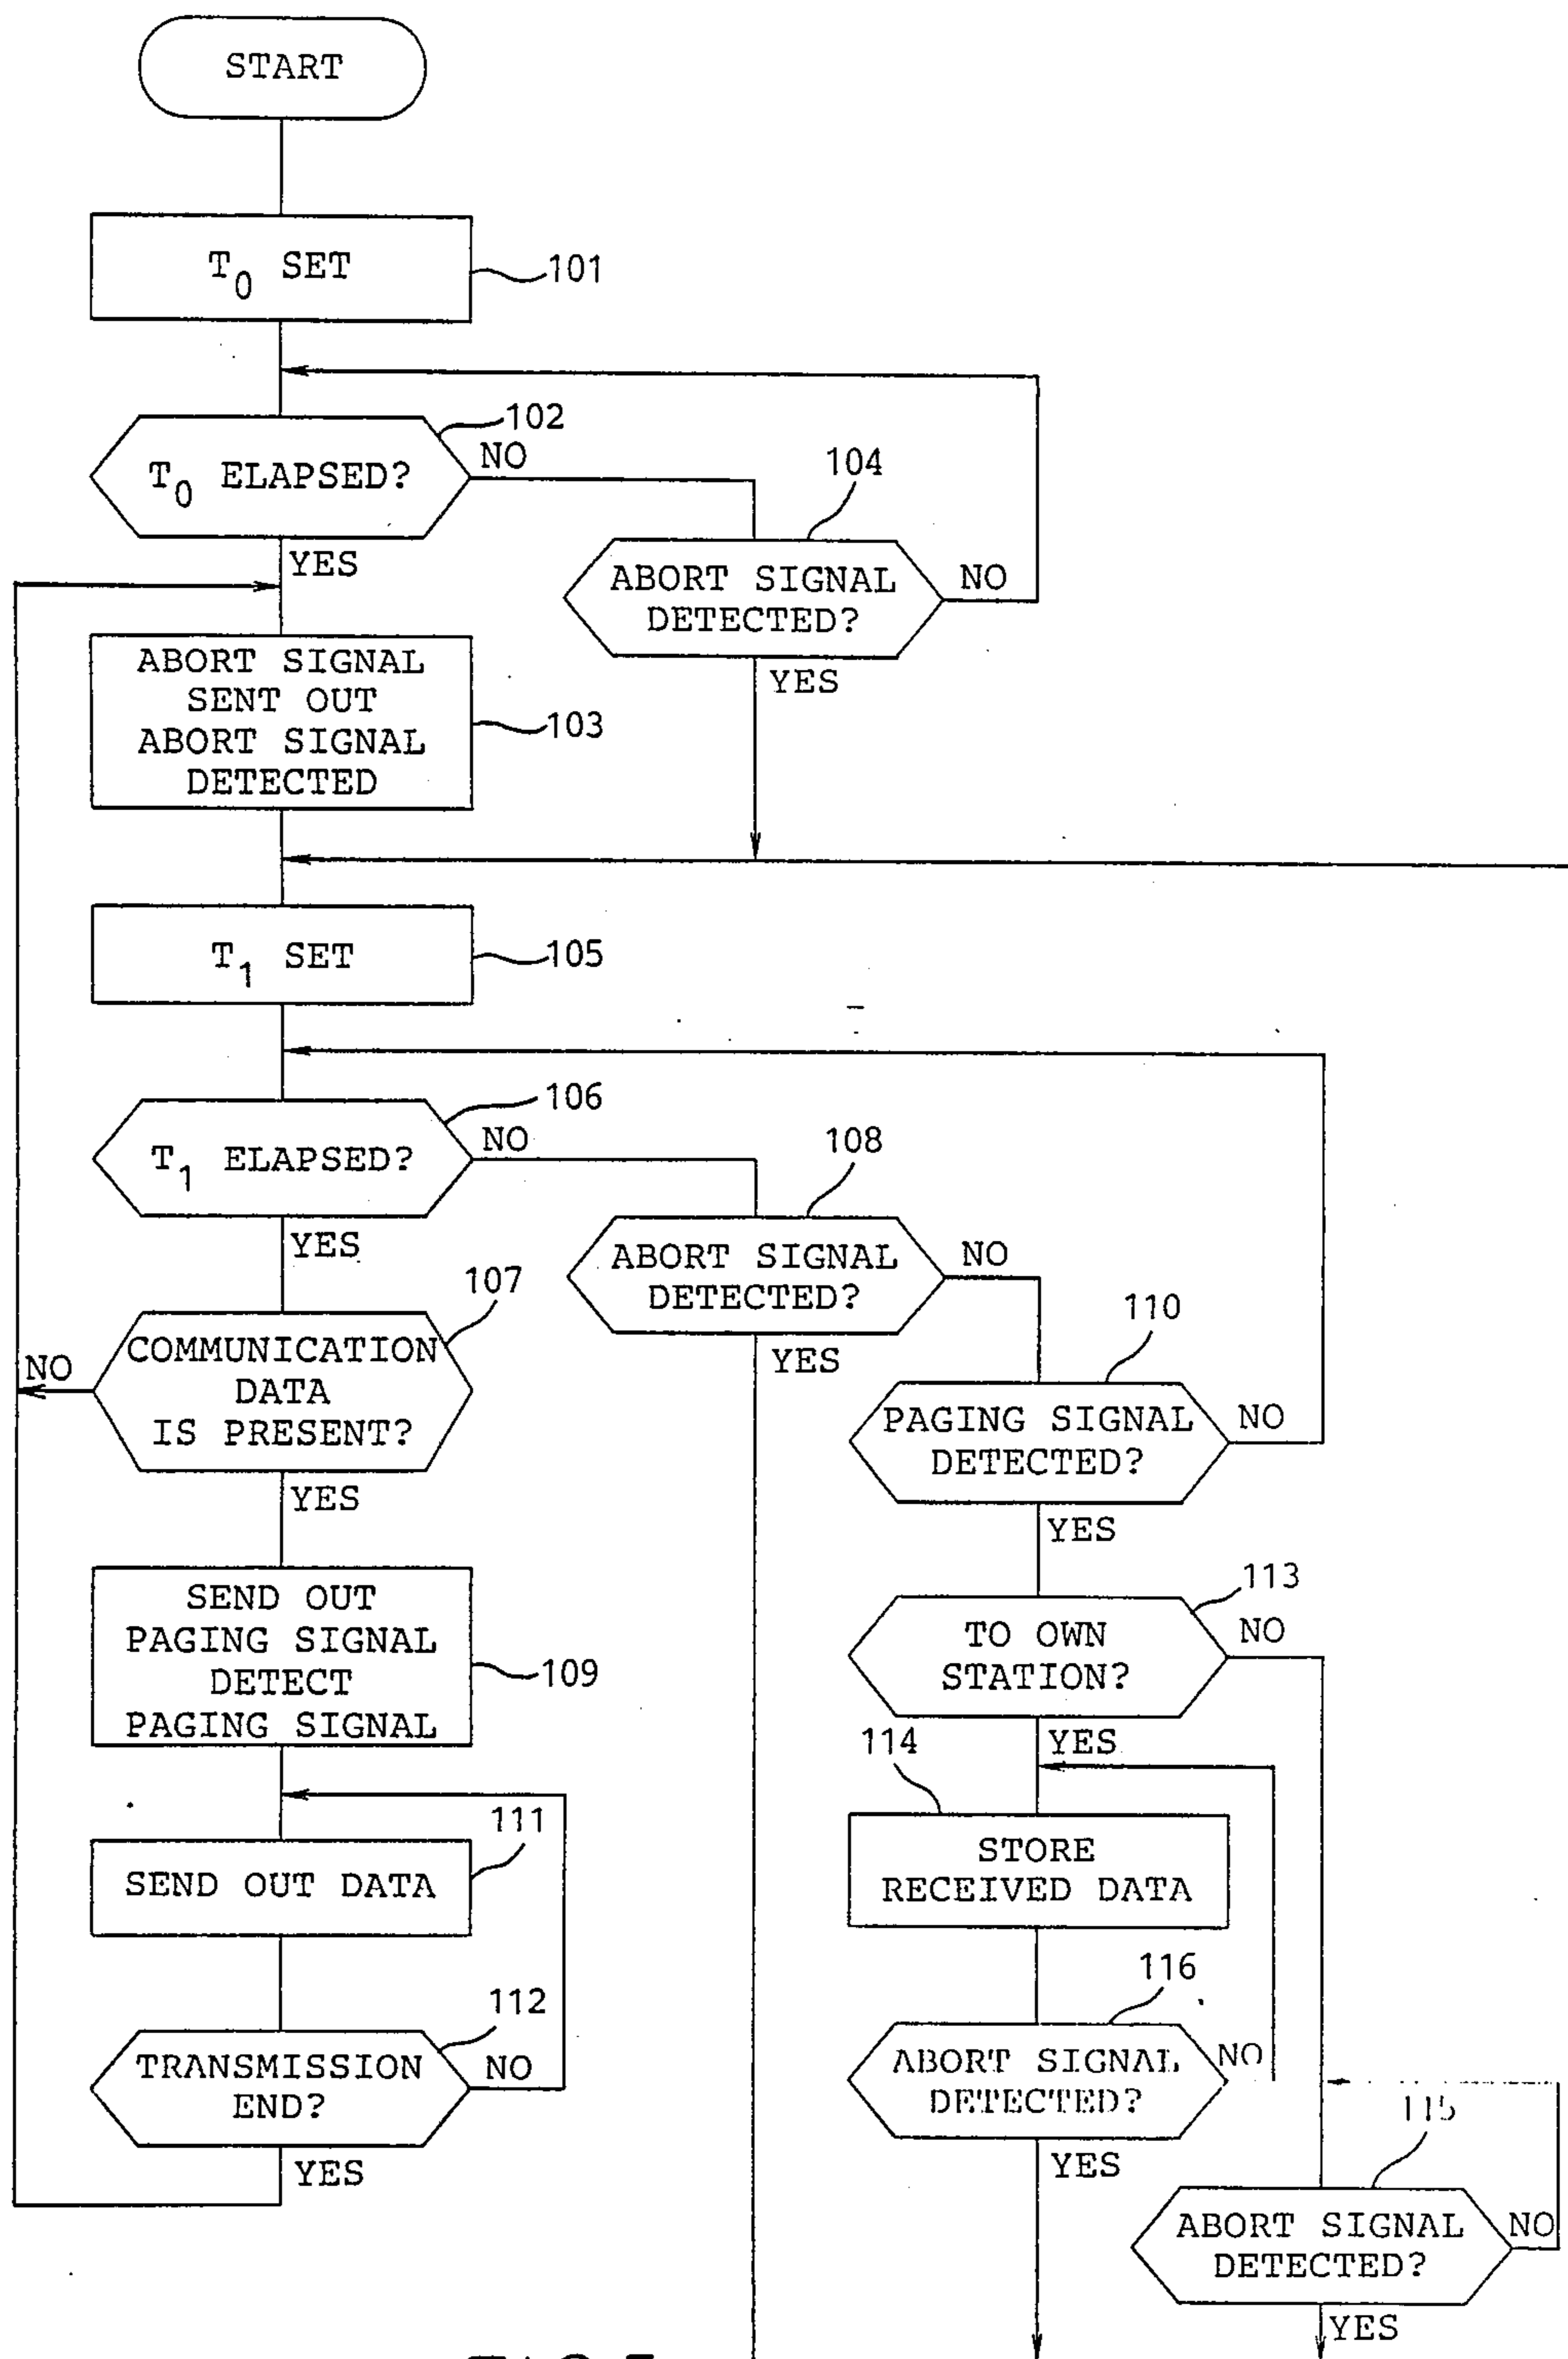 START
T0 SET
101
102
T0 ELAPSED?
NO
YES
104
ABORT SIGNAL
DETECTED?
NO
YES
ABORT SIGNAL
SENT OUT
ABORT SIGNAL
DETECTED
103
T1 SET
105
106
T1 ELAPSED?
NO
YES
108
ABORT SIGNAL
DETECTED?
NO
YES
107
COMMUNICATION
DATA
IS PRESENT?
NO
YES
110
PAGING SIGNAL
DETECTED?
NO
YES
SEND OUT
PAGING SIGNAL
DETECT
PAGING SIGNAL
109
113
TO OWN
STATION?
NO
YES
111
SEND OUT DATA
114
STORE
RECEIVED DATA
112
TRANSMISSION
END?
NO
YES
116
ABORT SIGNAL
DETECTED?
NO
YES
115
ABORT SIGNAL
DETECTED?
NO
YES